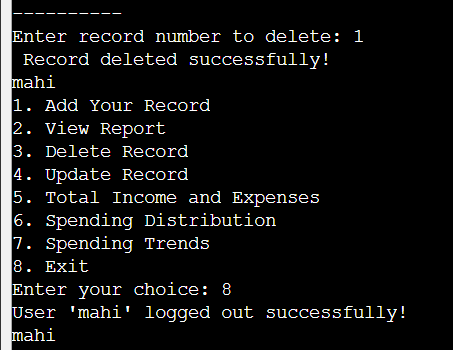 ----------
Enter record number to delete: 1
 Record deleted successfully!
mahi
1. Add Your Record
2. View Report
3. Delete Record
4. Update Record
5. Total Income and Expenses
6. Spending Distribution
7. Spending Trends
8. Exit
Enter your choice: 8
User 'mahi' logged out successfully!
mahi